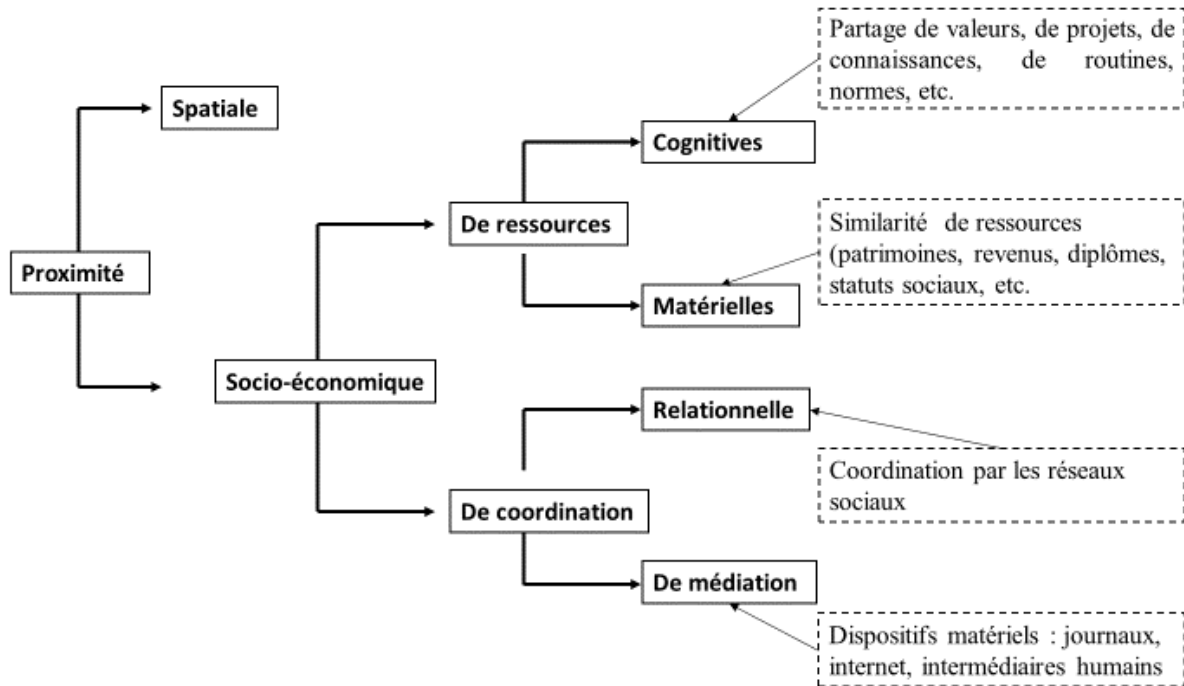 Partage de valeurs, de projets, de
connaissances, de routines,
normes, etc.
Spatiale
Cognitives
De ressources
Similarité de ressources
(patrimoines, revenus, diplômes,
statuts sociaux, etc.
Proximité
Matérielles
Socio-économique
Relationnelle
Coordination par les réseaux
sociaux
De coordination
De médiation
Dispositifs matériels : journaux,
internet, intermédiaires humains